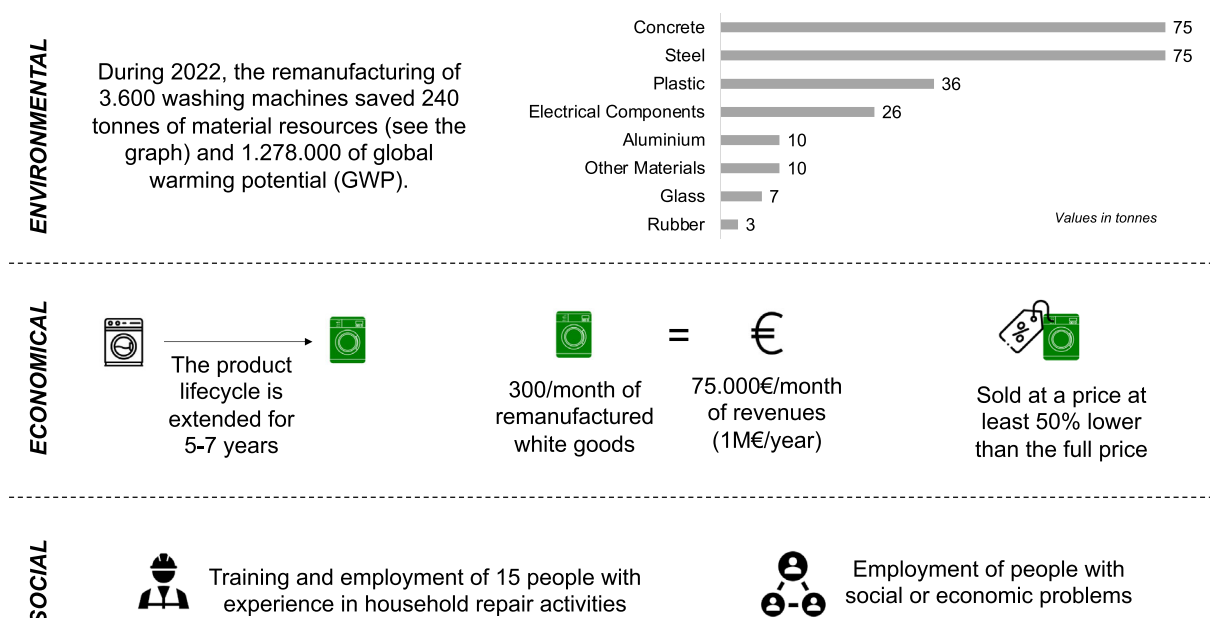 ENVIRONMENTAL
During 2022, the remanufacturing of
3.600 washing machines saved 240
tonnes of material resources (see the
graph) and 1.278.000 of global
warming potential (GWP).
Concrete 75
Steel 75
Plastic 36
Electrical Components 26
Aluminium 10
Other Materials 10
Glass 7
Rubber 3
Values in tonnes
ECONOMICAL
The product
lifecycle is
extended for
5-7 years
300/month of
remanufactured
white goods
=
€
75.000€/month
of revenues
(1M€/year)
%
Sold at a price at
least 50% lower
than the full price
SOCIAL
Training and employment of 15 people with
experience in household repair activities
Employment of people with
social or economic problems